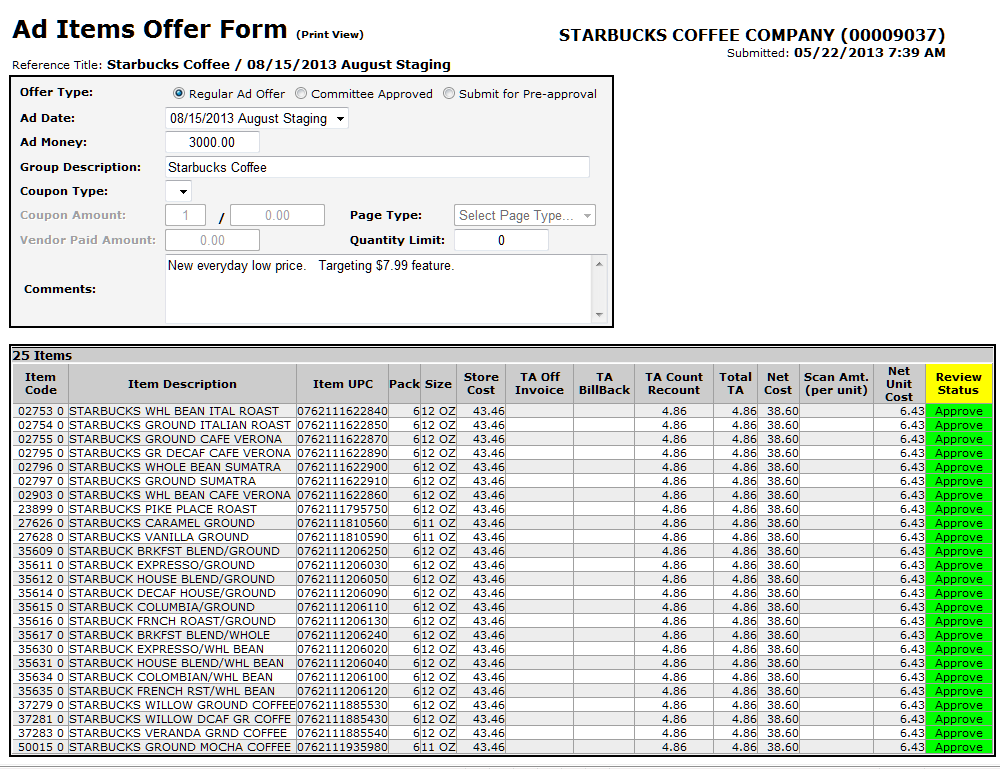 Ad Items Offer Form (Print View)
STARBUCKS COFFEE COMPANY (00009037)
Submitted: 05/22/2013 7:39 AM
Reference Title: Starbucks Coffee / 08/15/2013 August Staging
Offer Type: Regular Ad Offer Committee Approved Submit for Pre-approval
Ad Date: 08/15/2013 August Staging
Ad Money: 3000.00
Group Description: Starbucks Coffee
Coupon Type:
Coupon Amount: 1 / 0.00 Page Type: Select Page Type...
Vendor Paid Amount: 0.00 Quantity Limit: 0
Comments: New everyday low price. Targeting $7.99 feature.
25 Items
Item Code Item Description Item UPC Pack Size Store Cost TA Off Invoice TA BillBack TA Count Recount Total TA Net Cost Scan Amt. (per unit) Net Unit Cost Review Status
02753 0 STARBUCKS WHL BEAN ITAL ROAST 0762111622840 6 12 OZ 43.46 4.86 4.86 38.60 6.43 Approve
02754 0 STARBUCKS GROUND ITALIAN ROAST 0762111622850 6 12 OZ 43.46 4.86 4.86 38.60 6.43 Approve
02755 0 STARBUCKS GROUND CAFE VERONA 0762111622870 6 12 OZ 43.46 4.86 4.86 38.60 6.43 Approve
02795 0 STARBUCKS GR DECAF CAFE VERONA 0762111622890 6 12 OZ 43.46 4.86 4.86 38.60 6.43 Approve
02796 0 STARBUCKS WHOLE BEAN SUMATRA 0762111622900 6 12 OZ 43.46 4.86 4.86 38.60 6.43 Approve
02797 0 STARBUCKS GROUND SUMATRA 0762111622910 6 12 OZ 43.46 4.86 4.86 38.60 6.43 Approve
02903 0 STARBUCKS WHL BEAN CAFE VERONA 0762111622860 6 12 OZ 43.46 4.86 4.86 38.60 6.43 Approve
23899 0 STARBUCKS PIKE PLACE ROAST 0762111795750 6 12 OZ 43.46 4.86 4.86 38.60 6.43 Approve
27626 0 STARBUCKS CARAMEL GROUND 0762111810560 6 11 OZ 43.46 4.86 4.86 38.60 6.43 Approve
27628 0 STARBUCKS VANILLA GROUND 0762111810590 6 11 OZ 43.46 4.86 4.86 38.60 6.43 Approve
35609 0 STARBUCK BRKFST BLEND/GROUND 0762111206250 6 12 OZ 43.46 4.86 4.86 38.60 6.43 Approve
35611 0 STARBUCK EXPRESSO/GROUND 0762111206030 6 12 OZ 43.46 4.86 4.86 38.60 6.43 Approve
35612 0 STARBUCK HOUSE BLEND/GROUND 0762111206050 6 12 OZ 43.46 4.86 4.86 38.60 6.43 Approve
35614 0 STARBUCK DECAF HOUSE/GROUND 0762111206090 6 12 OZ 43.46 4.86 4.86 38.60 6.43 Approve
35615 0 STARBUCK COLUMBIA/GROUND 0762111206110 6 12 OZ 43.46 4.86 4.86 38.60 6.43 Approve
35616 0 STARBUCK FRNCH ROAST/GROUND 0762111206130 6 12 OZ 43.46 4.86 4.86 38.60 6.43 Approve
35617 0 STARBUCK BRKFST BLEND/WHOLE 0762111206240 6 12 OZ 43.46 4.86 4.86 38.60 6.43 Approve
35630 0 STARBUCK EXPRESSO/WHL BEAN 0762111206020 6 12 OZ 43.46 4.86 4.86 38.60 6.43 Approve
35631 0 STARBUCK HOUSE BLEND/WHL BEAN 0762111206040 6 12 OZ 43.46 4.86 4.86 38.60 6.43 Approve
35634 0 STARBUCK COLOMBIAN/WHL BEAN 0762111206100 6 12 OZ 43.46 4.86 4.86 38.60 6.43 Approve
35635 0 STARBUCK FRENCH RST/WHL BEAN 0762111206120 6 12 OZ 43.46 4.86 4.86 38.60 6.43 Approve
37279 0 STARBUCKS WILLOW GROUND COFFEE 0762111885530 6 12 OZ 43.46 4.86 4.86 38.60 6.43 Approve
37281 0 STARBUCKS WILLOW DCAF GR COFFE 0762111885430 6 12 OZ 43.46 4.86 4.86 38.60 6.43 Approve
37283 0 STARBUCKS VERANDA GRND COFFEE 0762111885540 6 12 OZ 43.46 4.86 4.86 38.60 6.43 Approve
50015 0 STARBUCKS GROUND MOCHA COFFEE 0762111935980 6 11 OZ 43.46 4.86 4.86 38.60 6.43 Approve